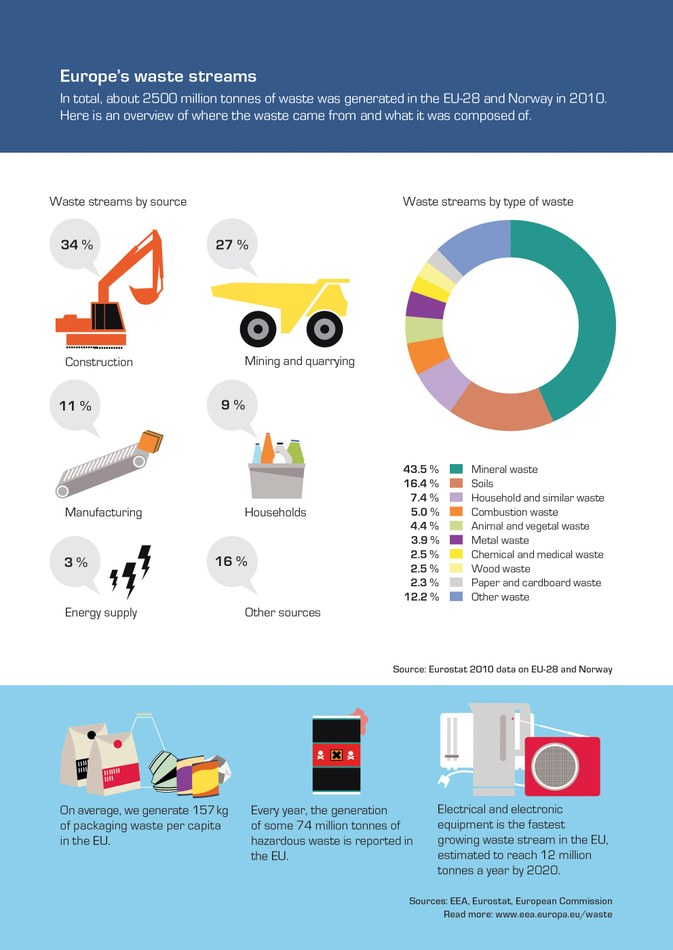 Europe's waste streams
In total, about 2500 million tonnes of waste was generated in the EU-28 and Norway in 2010.
Here is an overview of where the waste came from and what it was composed of.
Waste streams by source
34 %
Construction
27 %
Mining and quarrying
11 %
Manufacturing
9 %
Households
3 %
Energy supply
16 %
Other sources
Waste streams by type of waste
43.5 % Mineral waste
16.4 % Soils
7.4 % Household and similar waste
5.0 % Combustion waste
4.4 % Animal and vegetal waste
3.9 % Metal waste
2.5 % Chemical and medical waste
2.5 % Wood waste
2.3 % Paper and cardboard waste
12.2 % Other waste
Source: Eurostat 2010 data on EU-28 and Norway
On average, we generate 157 kg
of packaging waste per capita
in the EU.
Every year, the generation
of some 74 million tonnes of
hazardous waste is reported in
the EU.
Electrical and electronic
equipment is the fastest
growing waste stream in the EU,
estimated to reach 12 million
tonnes a year by 2020.
Sources: EEA, Eurostat, European Commission
Read more: www.eea.europa.eu/waste